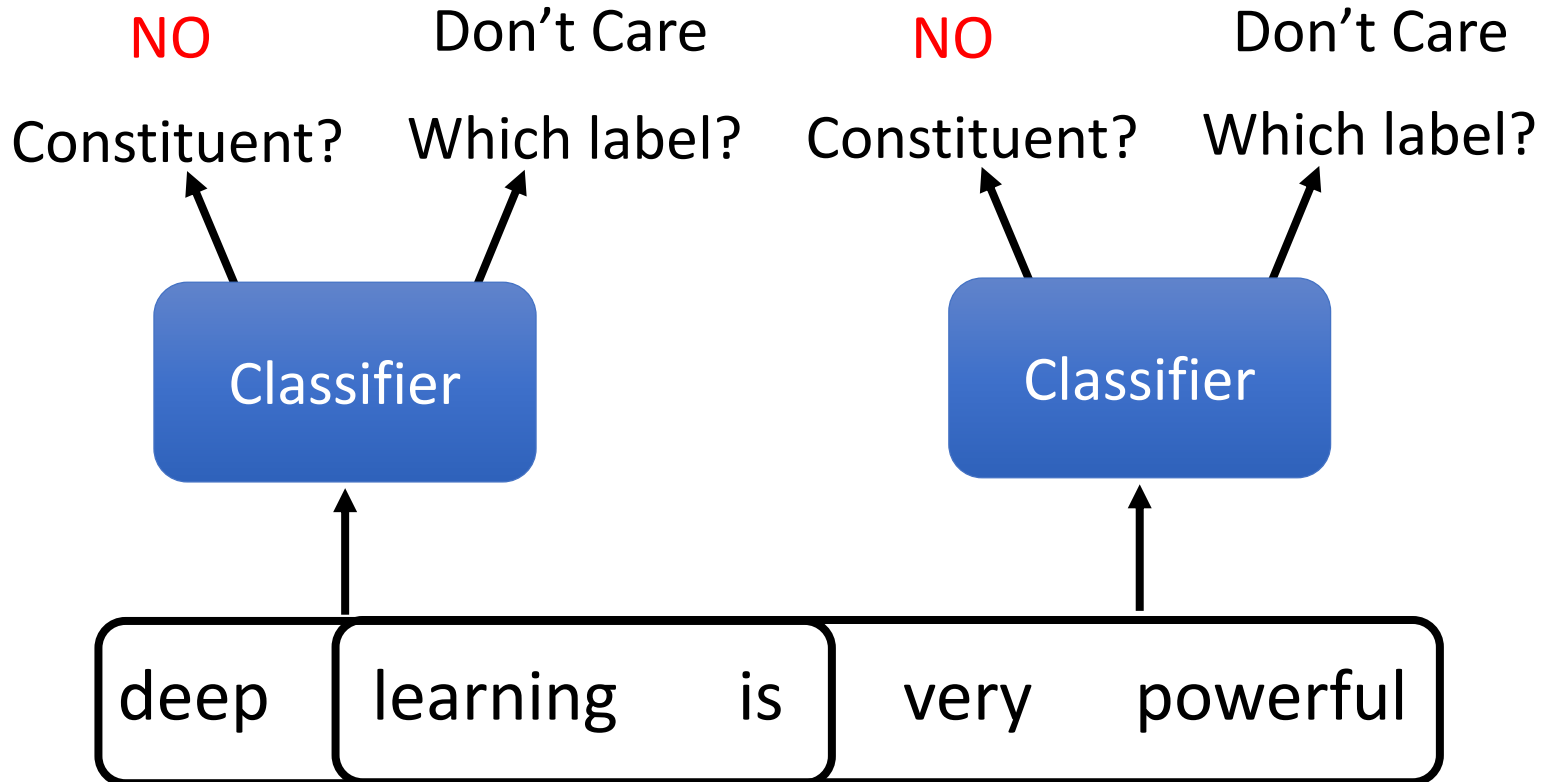 NO Don’t Care NO Don’t Care
Constituent? Which label? Constituent? Which label?
Classifier Classifier
deep learning is very powerful